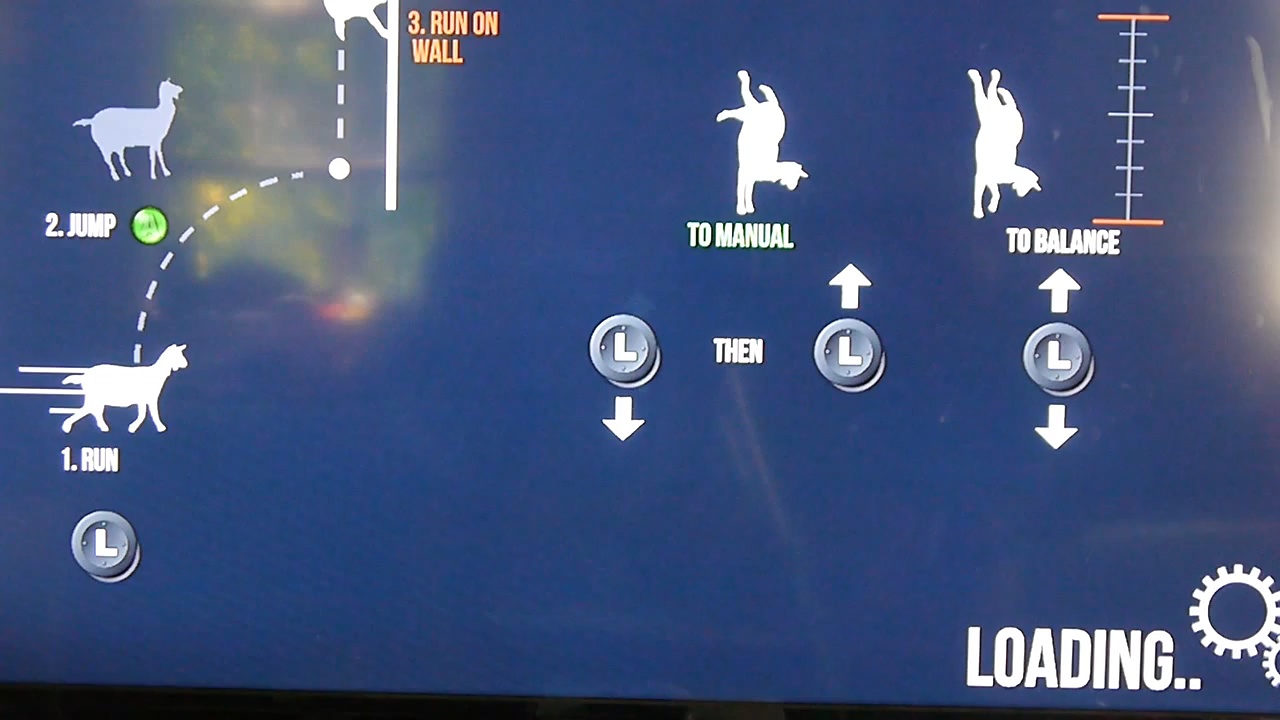 3. RUN ON
WALL
2. JUMP A
TO MANUAL
TO BALANCE
L THEN L
L
1. RUN
L
LOADING..